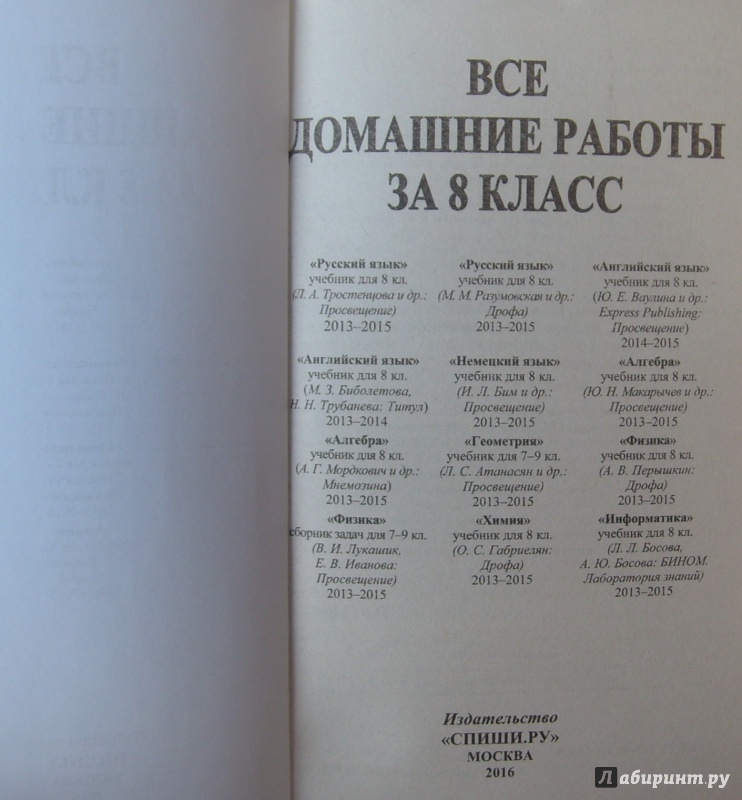 ВСЕ
ДОМАШНИЕ РАБОТЫ
ЗА 8 КЛАСС
«Русский язык»
учебник для 8 кл.
(Л. А. Тростенцова и др.:
Просвещение)
2013–2015
«Русский язык»
учебник для 8 кл.
(М. М. Разумовская и др.:
Дрофа)
2013–2015
«Английский язык»
учебник для 8 кл.
(Ю. Е. Ваулина и др.:
Express Publishing:
Просвещение)
2014–2015
«Английский язык»
учебник для 8 кл.
(М. З. Биболетова,
Н. Н. Трубанева: Титул)
2013–2014
«Немецкий язык»
учебник для 8 кл.
(И. Л. Бим и др.:
Просвещение)
2013–2015
«Алгебра»
учебник для 8 кл.
(Ю. Н. Макарычев и др.:
Просвещение)
2013–2015
«Алгебра»
учебник для 8 кл.
(А. Г. Мордкович и др.:
Мнемозина)
2013–2015
«Геометрия»
учебник для 7–9 кл.
(Л. С. Атанасян и др.:
Просвещение)
2013–2015
«Физика»
учебник для 8 кл.
(А. В. Перышкин:
Дрофа)
2013–2015
«Физика»
сборник задач для 7–9 кл.
(В. И. Лукашик,
Е. В. Иванова:
Просвещение)
2013–2015
«Химия»
учебник для 8 кл.
(О. С. Габриелян:
Дрофа)
2013–2015
«Информатика»
учебник для 8 кл.
(Л. Л. Босова,
А. Ю. Босова: БИНОМ.
Лаборатория знаний)
2013–2015
Издательство
«СПИШИ.РУ»
МОСКВА
2016
Лабиринт.ру